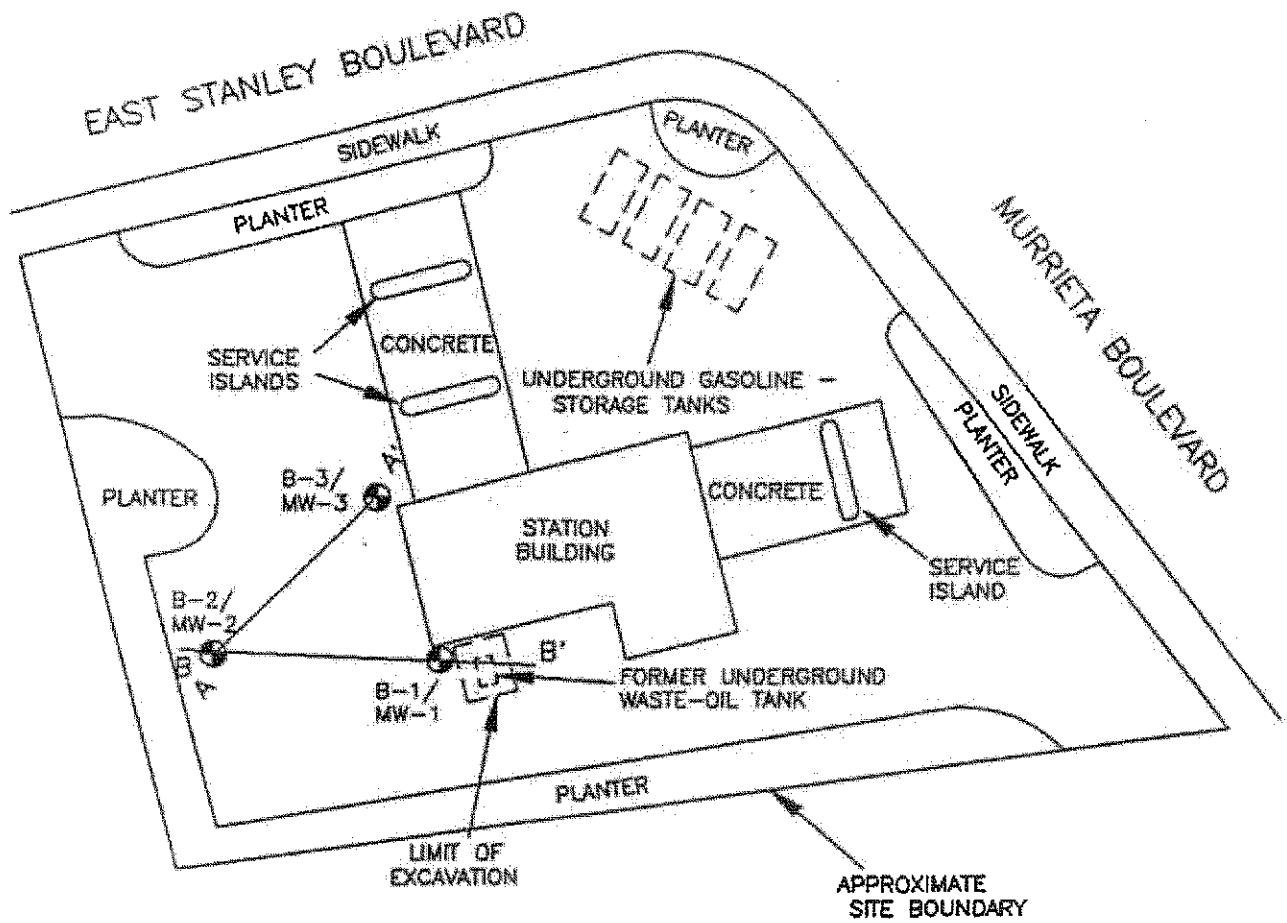 EAST STANLEY BOULEVARD
SIDEWALK
PLANTER
PLANTER
MURRIETA BOULEVARD
SERVICE
ISLANDS
CONCRETE
UNDERGROUND GASOLINE -
STORAGE TANKS
SIDEWALK
PLANTER
PLANTER
B-3/
MW-3
A'
STATION
BUILDING
CONCRETE
SERVICE
ISLAND
B-2/
MW-2
B
A
B-1/
MW-1
B'
FORMER UNDERGROUND
WASTE-OIL TANK
PLANTER
LIMIT OF
EXCAVATION
APPROXIMATE
SITE BOUNDARY